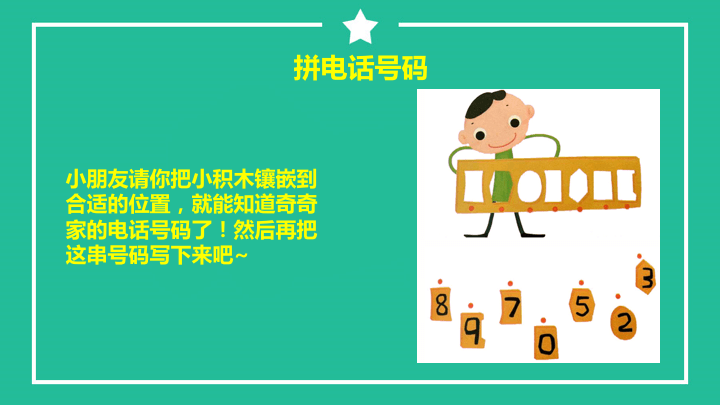 拼电话号码
小朋友请你把小积木镶嵌到
合适的位置，就能知道奇奇
家的电话号码了！然后再把
这串号码写下来吧~
8
9
7
0
5
2
3